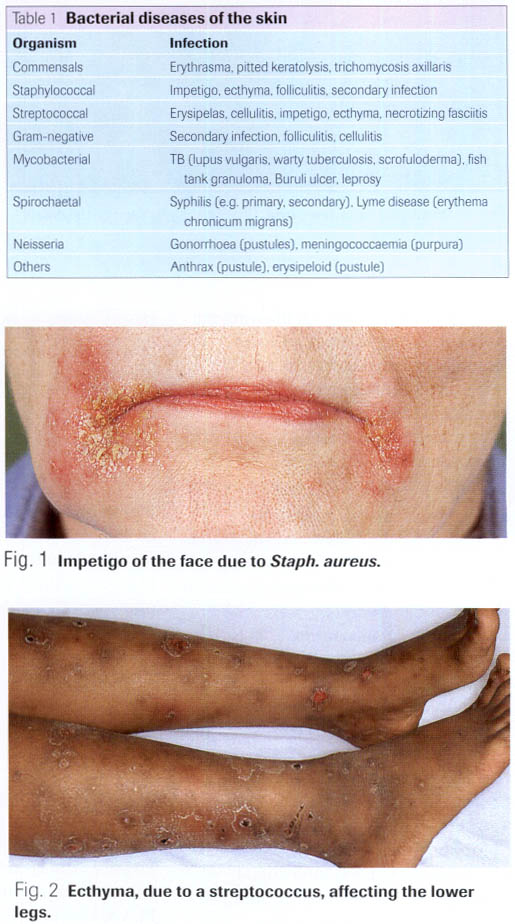 Table 1 Bacterial diseases of the skin
Organism Infection
Commensals Erythrasma, pitted keratolysis, trichomycosis axillaris
Staphylococcal Impetigo, ecthyma, folliculitis, secondary infection
Streptococcal Erysipelas, cellulitis, impetigo, ecthyma, necrotizing fasciitis
Gram-negative Secondary infection, folliculitis, cellulitis
Mycobacterial TB (lupus vulgaris, warty tuberculosis, scrofuloderma), fish
tank granuloma, Buruli ulcer, leprosy
Spirochaetal Syphilis (e.g. primary, secondary), Lyme disease (erythema
chronicum migrans)
Neisseria Gonorrhoea (pustules), meningococcaemia (purpura)
Others Anthrax (pustule), erysipeloid (pustule)
Fig. 1 Impetigo of the face due to Staph. aureus.
Fig. 2 Ecthyma, due to a streptococcus, affecting the lower
legs.